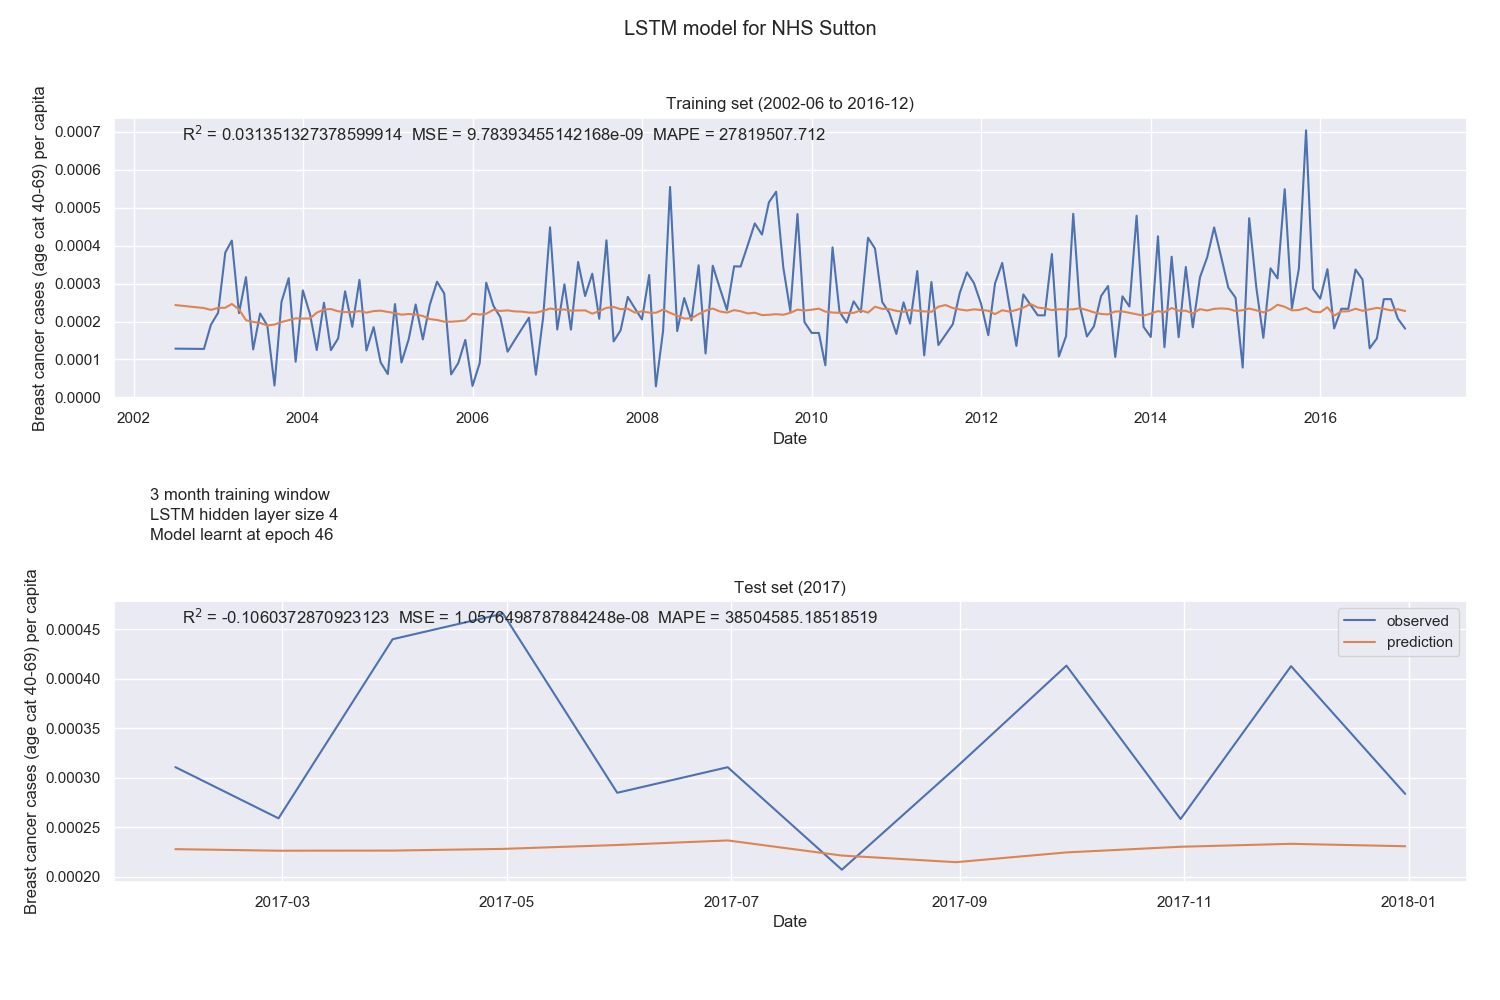 LSTM model for NHS Sutton
Training set (2002-06 to 2016-12)
R² = 0.031351327378599914 MSE = 9.78393455142168e-09 MAPE = 27819507.712
Breast cancer cases (age cat 40-69) per capita
0.0007
0.0006
0.0005
0.0004
0.0003
0.0002
0.0001
0.0000
2002 2004 2006 2008 2010 2012 2014 2016
Date
3 month training window
LSTM hidden layer size 4
Model learnt at epoch 46
Test set (2017)
R² = -0.1060372870923123 MSE = 1.0576498787884248e-08 MAPE = 38504585.18518519
observed
prediction
Breast cancer cases (age cat 40-69) per capita
0.00045
0.00040
0.00035
0.00030
0.00025
0.00020
2017-03 2017-05 2017-07 2017-09 2017-11 2018-01
Date